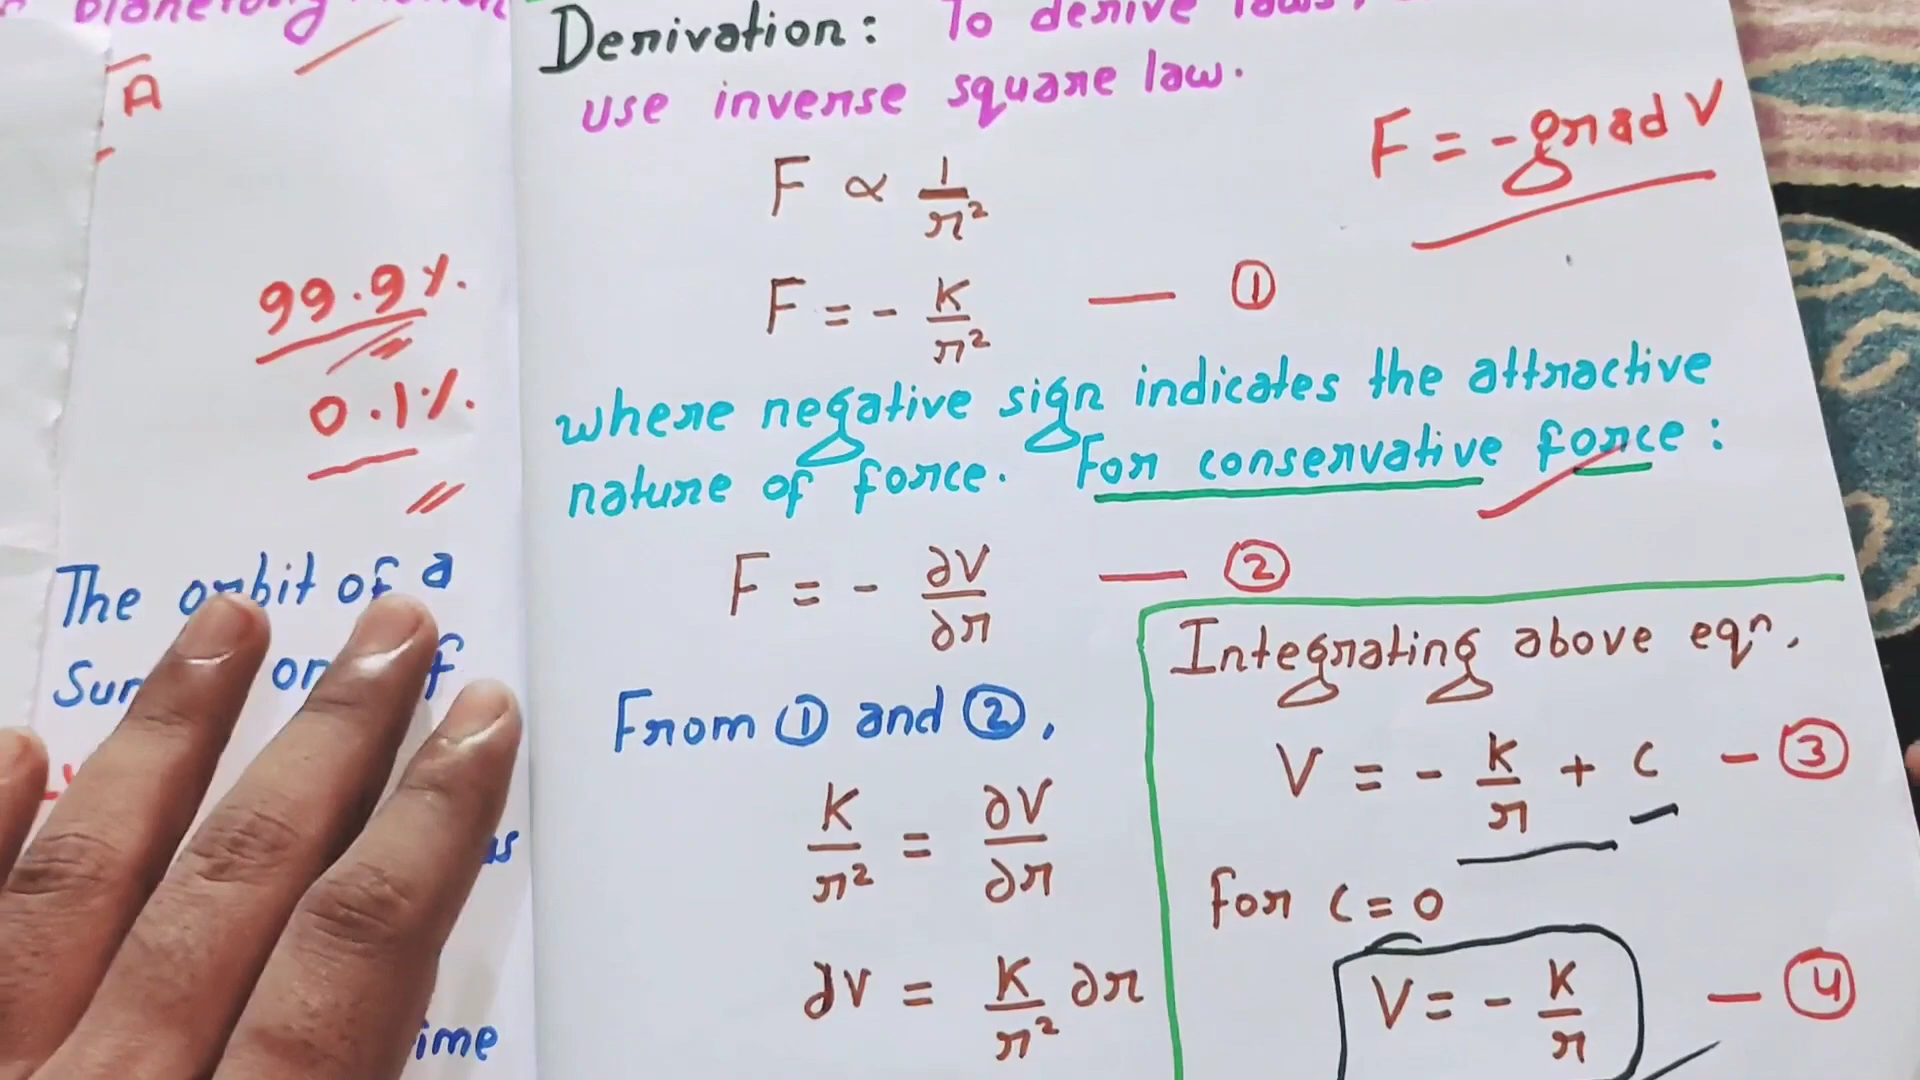 A
99.9%.
0.1%.
The orbit of a
as
ime
Derivation: To derive laws,
use inverse square law.
F = -grad V
F ∝ 1/r²
F = - K/r² — ①
where negative sign indicates the attractive
nature of force. For conservative force:
F = - ∂V/∂r — ②
From ① and ②,
K/r² = ∂V/∂r
∂V = K/r² ∂r
Integrating above eqⁿ,
V = - K/r + C - ③
for C = 0
V = - K/r — ④